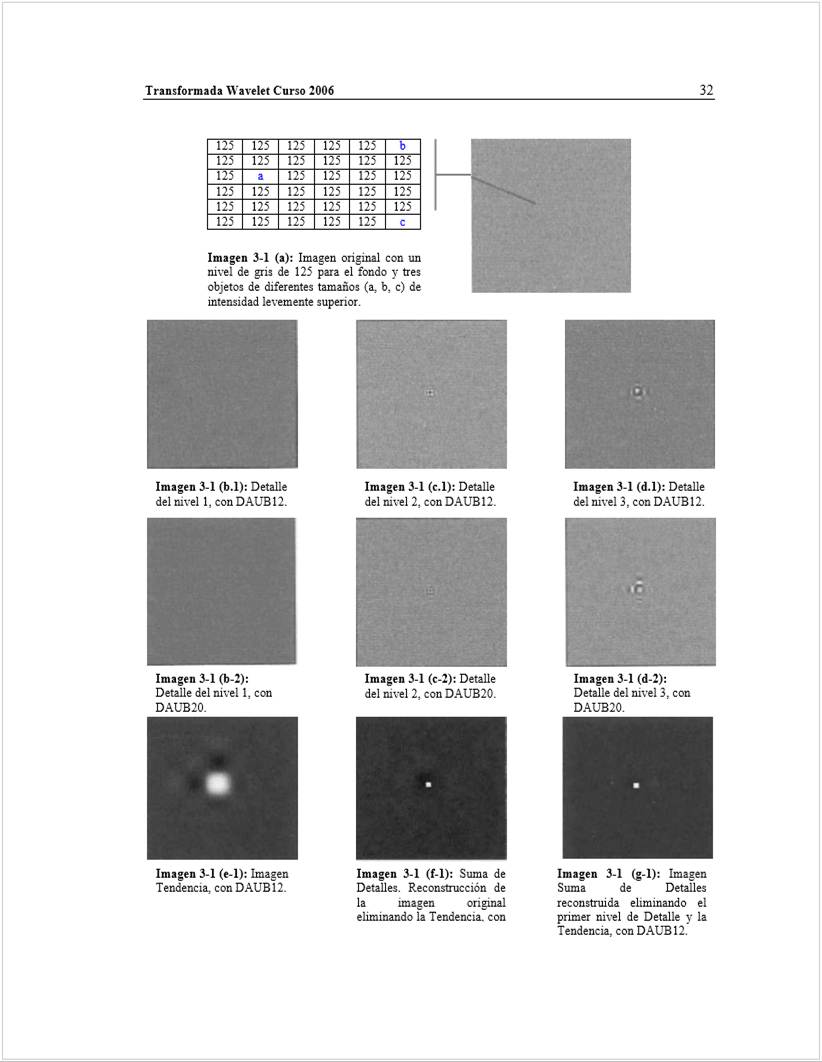 Transformada Wavelet Curso 2006 32
125 125 125 125 125 b
125 125 125 125 125 125
125 a 125 125 125 125
125 125 125 125 125 125
125 125 125 125 125 125
125 125 125 125 125 c
Imagen 3-1 (a): Imagen original con un
nivel de gris de 125 para el fondo y tres
objetos de diferentes tamaños (a, b, c) de
intensidad levemente superior.
Imagen 3-1 (b.1): Detalle
del nivel 1, con DAUB12.
Imagen 3-1 (c.1): Detalle
del nivel 2, con DAUB12.
Imagen 3-1 (d.1): Detalle
del nivel 3, con DAUB12.
Imagen 3-1 (b-2):
Detalle del nivel 1, con
DAUB20.
Imagen 3-1 (c-2): Detalle
del nivel 2, con DAUB20.
Imagen 3-1 (d-2):
Detalle del nivel 3, con
DAUB20.
Imagen 3-1 (e-1): Imagen
Tendencia, con DAUB12.
Imagen 3-1 (f-1): Suma de
Detalles. Reconstrucción de
la imagen original
eliminando la Tendencia, con
Imagen 3-1 (g-1): Imagen
Suma de Detalles
reconstruida eliminando el
primer nivel de Detalle y la
Tendencia, con DAUB12.